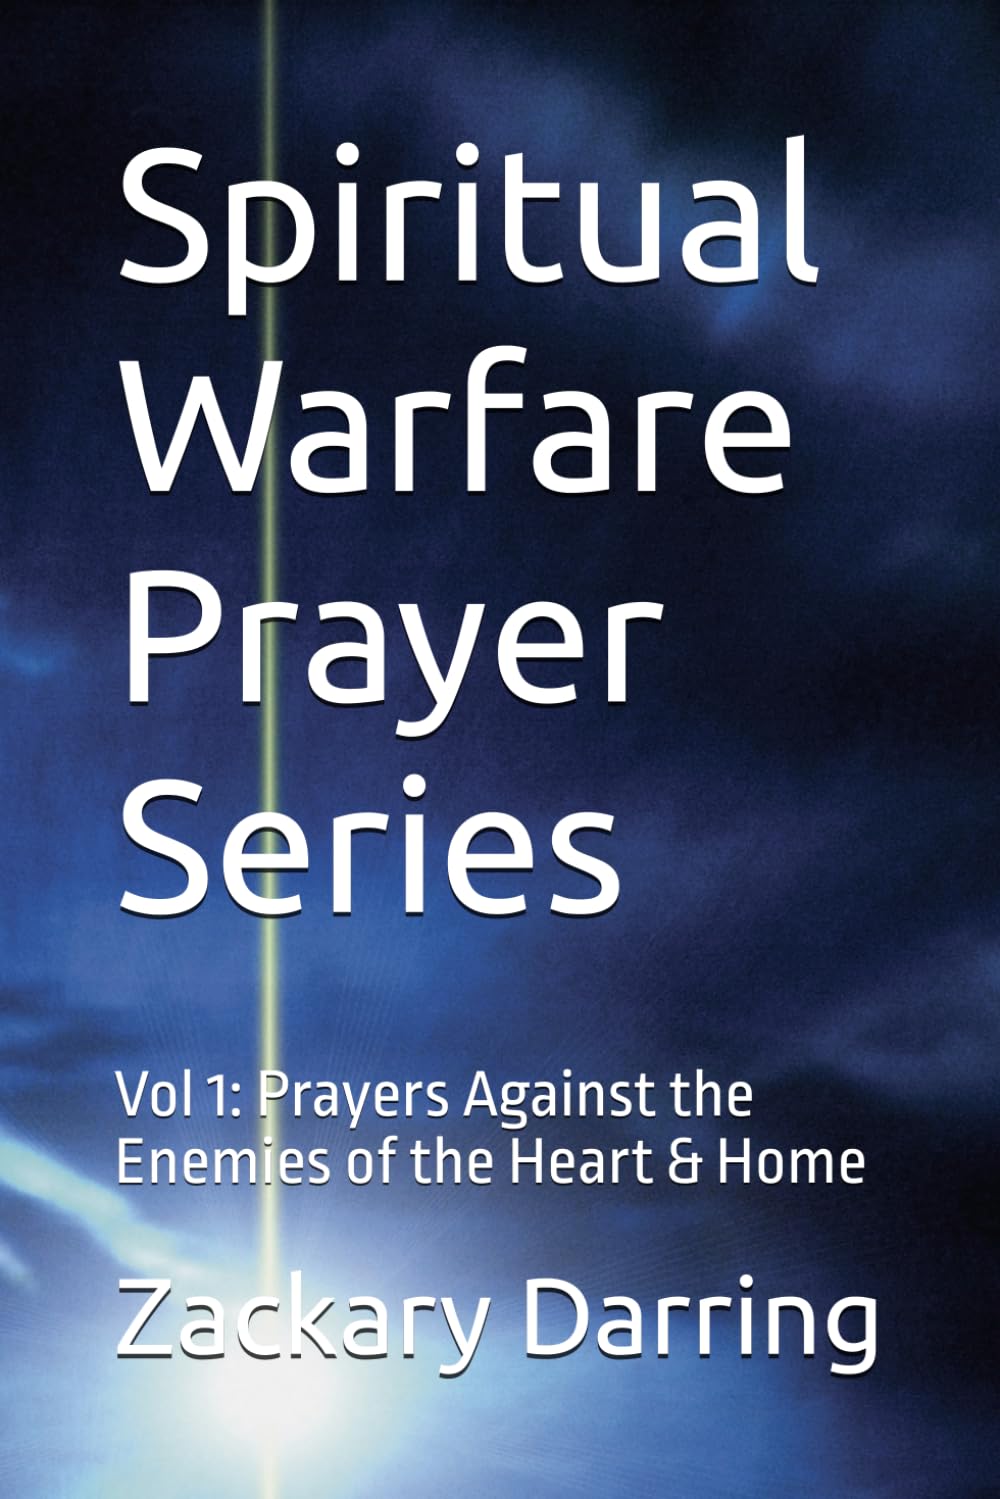 Spiritual
Warfare
Prayer
Series
Vol 1: Prayers Against the
Enemies of the Heart & Home
Zackary Darring